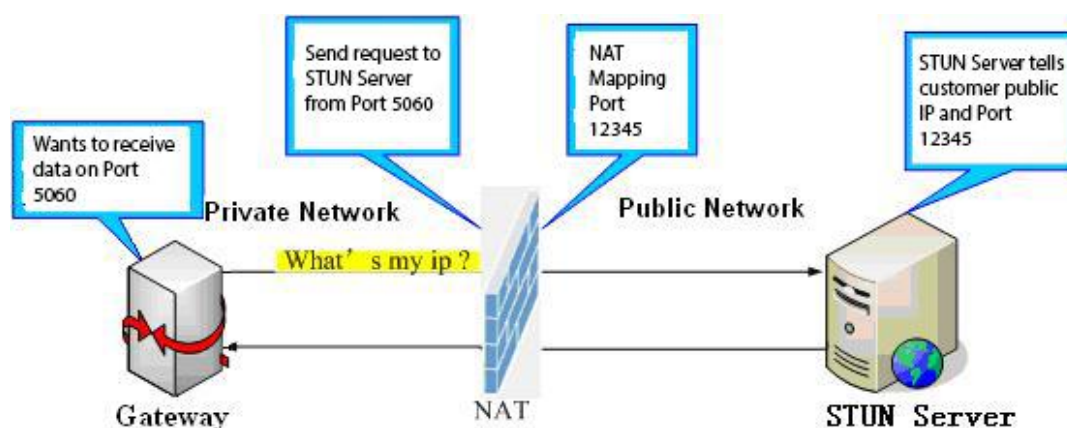 Send request to
STUN Server
from Port 5060
NAT
Mapping
Port
12345
STUN Server tells
customer public
IP and Port
12345
Wants to receive
data on Port
5060
Private Network
Public Network
What's my ip ?
Gateway
NAT
STUN Server